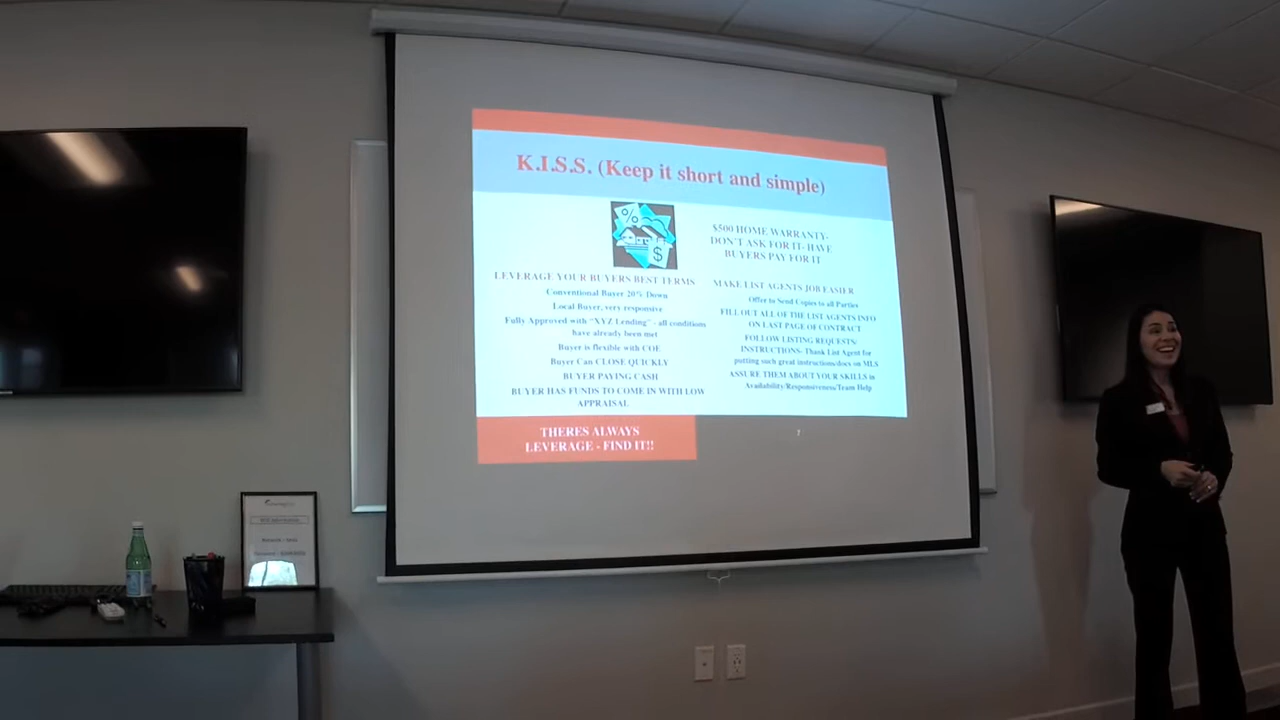 K.I.S.S. (Keep it short and simple)
%
$
$500 HOME WARRANTY-
DON'T ASK FOR IT- HAVE
BUYERS PAY FOR IT
LEVERAGE YOUR BUYERS BEST TERMS
Conventional Buyer 20% Down
Local Buyer, very responsive
Fully Approved with "XYZ Lending" - all conditions
have already been met
Buyer is flexible with COE
Buyer Can CLOSE QUICKLY
BUYER PAYING CASH
BUYER HAS FUNDS TO COME IN WITH LOW
APPRAISAL
MAKE LIST AGENTS JOB EASIER
Offer to Send Copies to all Parties
FILL OUT ALL OF THE LIST AGENTS INFO
ON LAST PAGE OF CONTRACT
FOLLOW LISTING REQUESTS/
INSTRUCTIONS- Thank List Agent for
putting such great instructions/docs on MLS
ASSURE THEM ABOUT YOUR SKILLS in
Availability/Responsiveness/Team Help
THERES ALWAYS
LEVERAGE - FIND IT!!
7